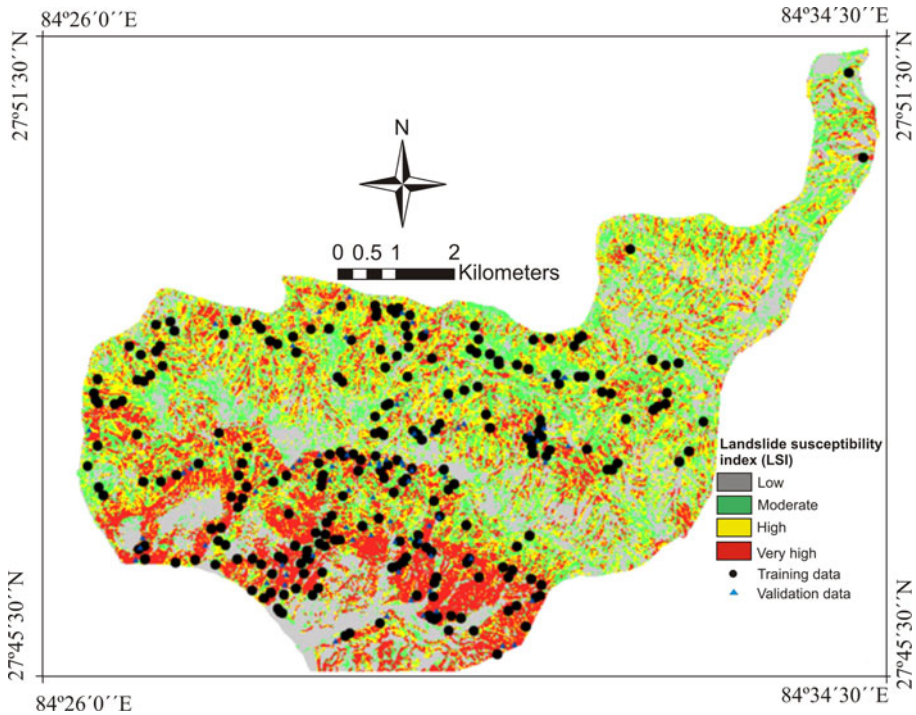 84º26´0´´E
84º34´30´´E
27º51´30´´N
27º51´30´´N
N
0 0.5 1 2
Kilometers
Landslide susceptibility
index (LSI)
Low
Moderate
High
Very high
Training data
Validation data
27º45´30´´N
27º45´30´´N
84º26´0´´E
84º34´30´´E